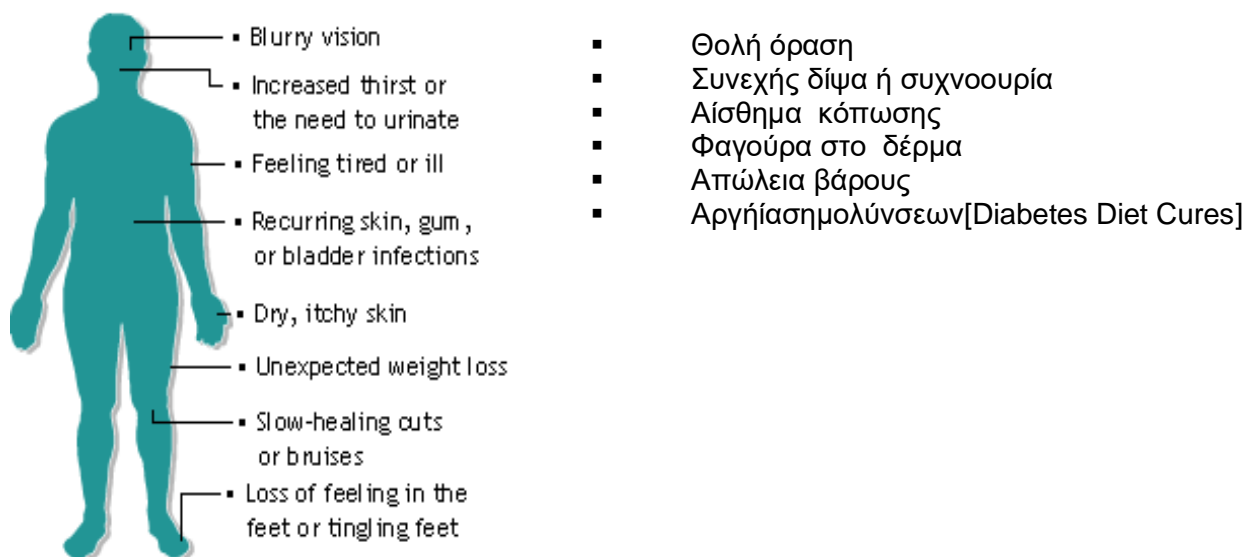 ▪ Blurry vision
▪ Increased thirst or
the need to urinate
▪ Feeling tired or ill
▪ Recurring skin, gum,
or bladder infections
▪ Dry, itchy skin
▪ Unexpected weight loss
▪ Slow-healing cuts
or bruises
▪ Loss of feeling in the
feet or tingling feet
▪ Θολή όραση
▪ Συνεχής δίψα ή συχνοουρία
▪ Αίσθημα κόπωσης
▪ Φαγούρα στο δέρμα
▪ Απώλεια βάρους
▪ Αργήίασημολύνσεων[Diabetes Diet Cures]